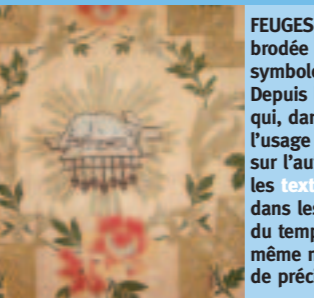 FEUGES
brodée
symbole
Depuis
qui, dan
l'usage
sur l'au
les text
dans les
du temp
même m
de préc